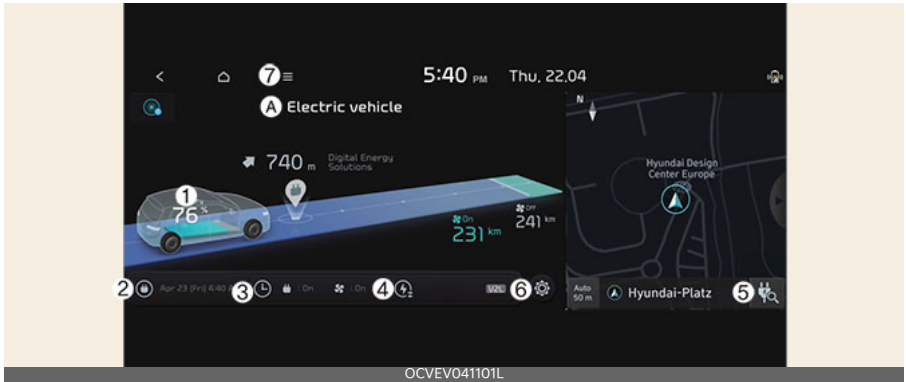 7 5:40 PM Thu, 22.04
A Electric vehicle
N
740 m Digital Energy
Solutions
Hyundai Design
Center Europe
1
76 %
On
231 km
OFF
241 km
2 Apr 23 (Fri) 4:40 A
3 : On : On 4 V2L 6
Auto
50 m
Hyundai-Platz 5
OCVEV041101L